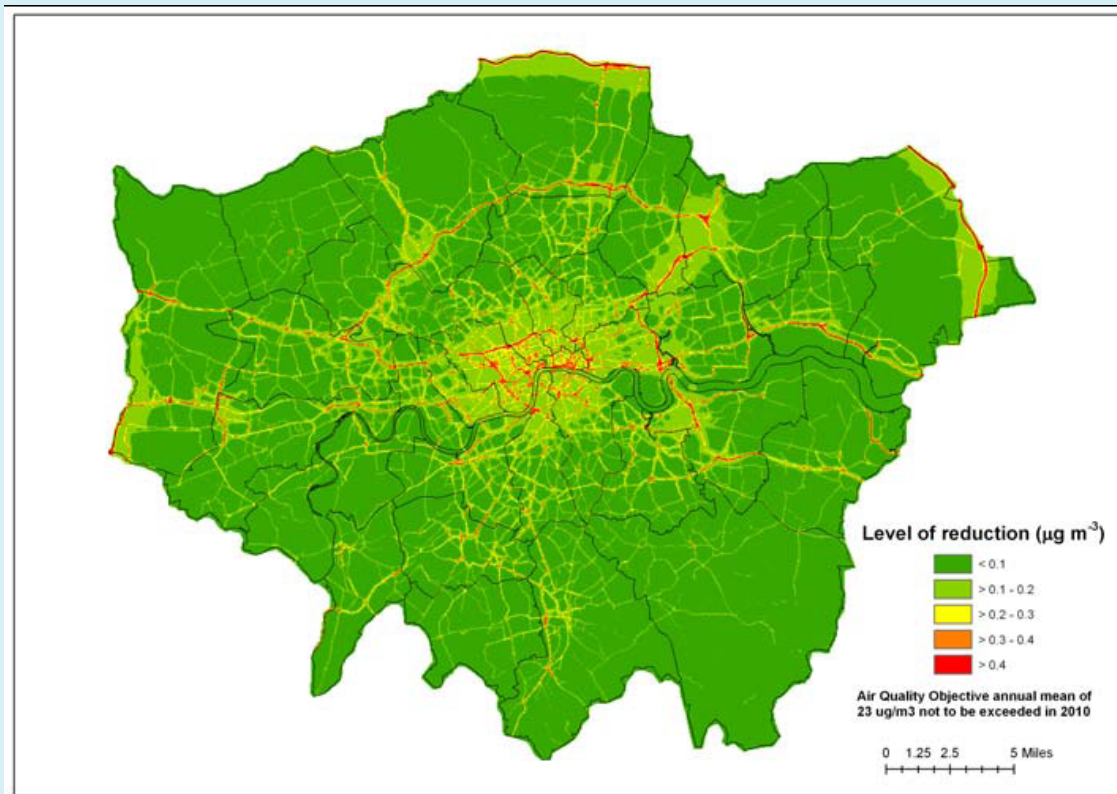 Level of reduction (µg m⁻³)
< 0.1
> 0.1 - 0.2
> 0.2 - 0.3
> 0.3 - 0.4
> 0.4
Air Quality Objective annual mean of
23 ug/m3 not to be exceeded in 2010
0 1.25 2.5 5 Miles